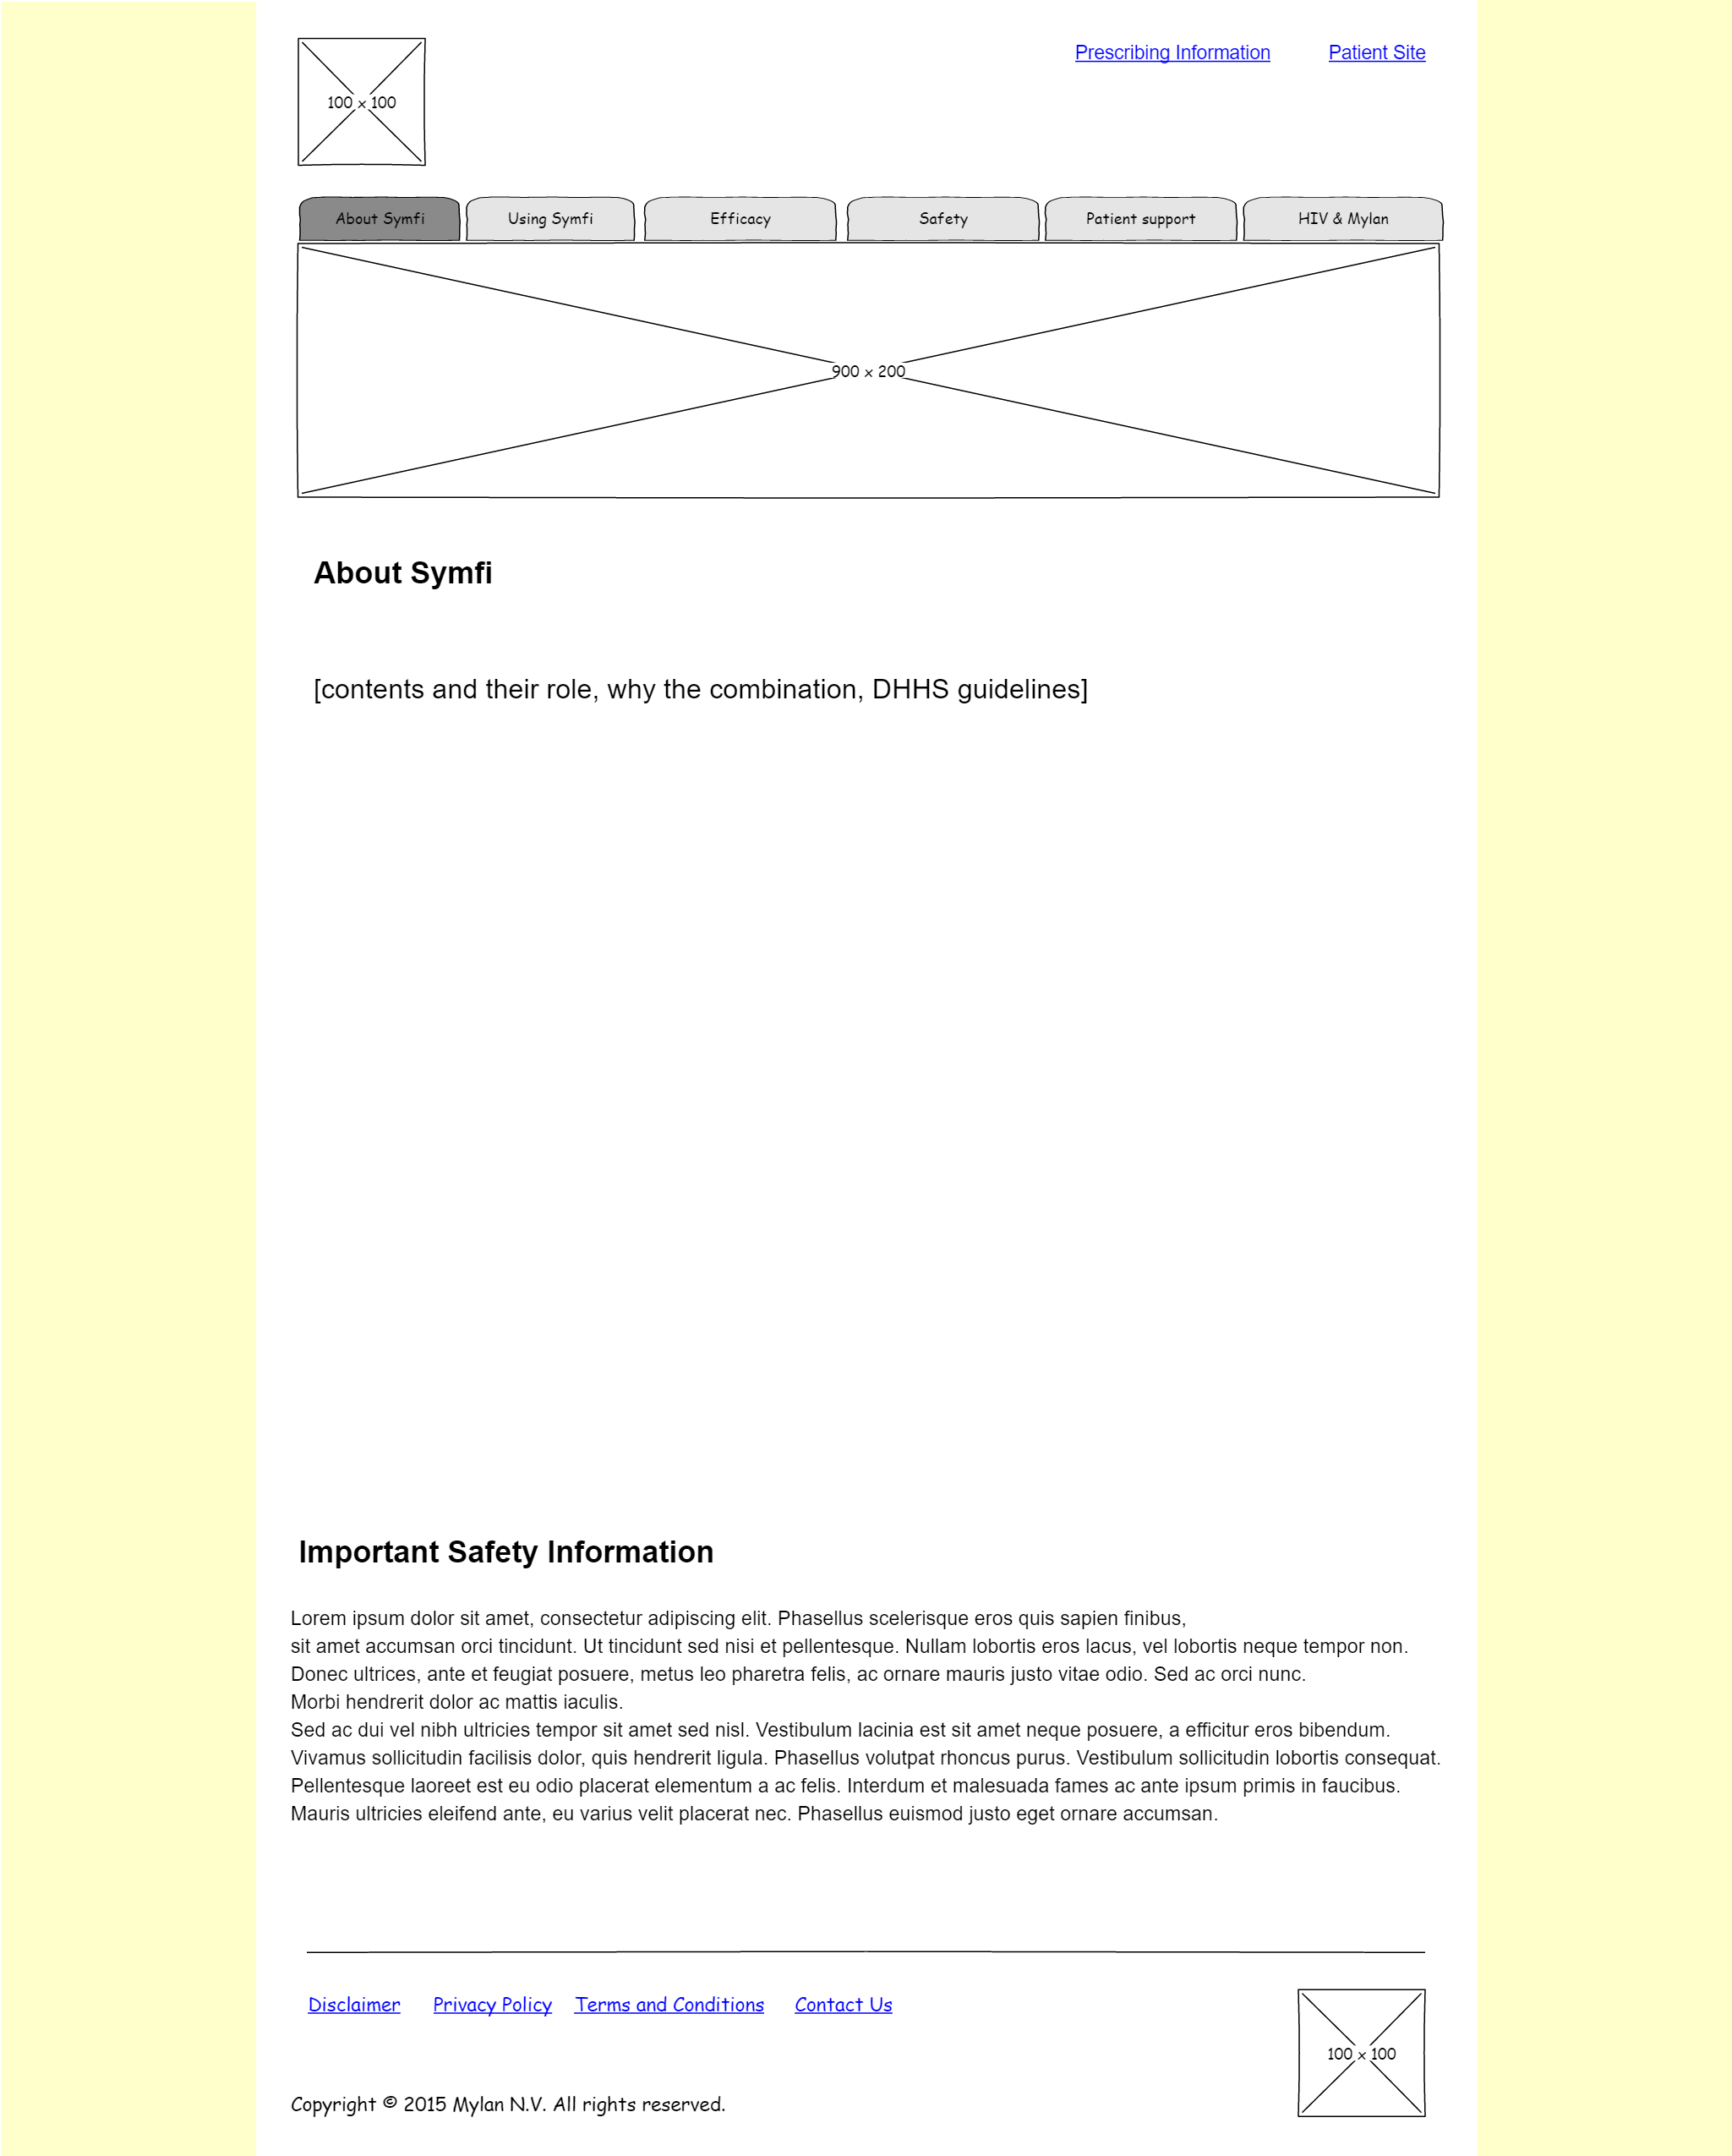 Prescribing Information Patient Site
100 x 100
About Symfi Using Symfi Efficacy Safety Patient support HIV & Mylan
900 x 200
About Symfi
[contents and their role, why the combination, DHHS guidelines]
Important Safety Information
Lorem ipsum dolor sit amet, consectetur adipiscing elit. Phasellus scelerisque eros quis sapien finibus,
sit amet accumsan orci tincidunt. Ut tincidunt sed nisi et pellentesque. Nullam lobortis eros lacus, vel lobortis neque tempor non.
Donec ultrices, ante et feugiat posuere, metus leo pharetra felis, ac ornare mauris justo vitae odio. Sed ac orci nunc.
Morbi hendrerit dolor ac mattis iaculis.
Sed ac dui vel nibh ultricies tempor sit amet sed nisl. Vestibulum lacinia est sit amet neque posuere, a efficitur eros bibendum.
Vivamus sollicitudin facilisis dolor, quis hendrerit ligula. Phasellus volutpat rhoncus purus. Vestibulum sollicitudin lobortis consequat.
Pellentesque laoreet est eu odio placerat elementum a ac felis. Interdum et malesuada fames ac ante ipsum primis in faucibus.
Mauris ultricies eleifend ante, eu varius velit placerat nec. Phasellus euismod justo eget ornare accumsan.
Disclaimer Privacy Policy Terms and Conditions Contact Us
100 x 100
Copyright © 2015 Mylan N.V. All rights reserved.